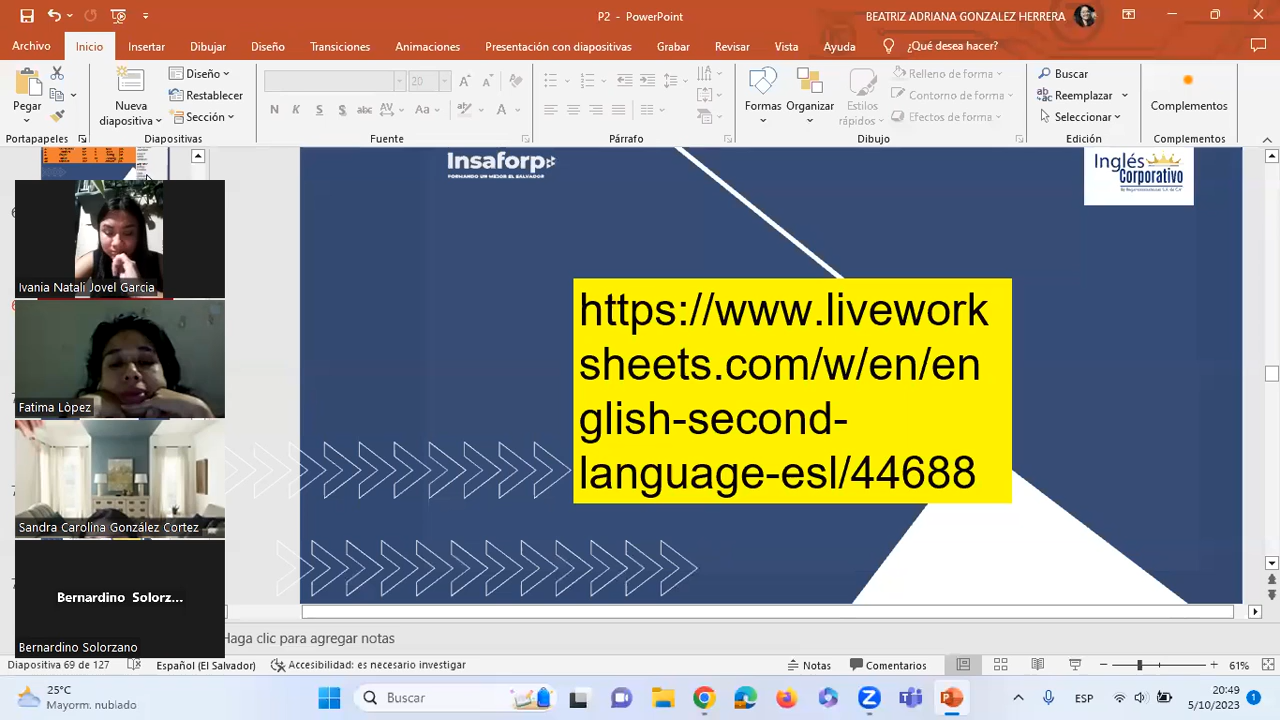 P2 - PowerPoint
BEATRIZ ADRIANA GONZALEZ HERRERA
Archivo Inicio Insertar Dibujar Diseño Transiciones Animaciones Presentación con diapositivas Grabar Revisar Vista Ayuda ¿Qué desea hacer?
Pegar
Portapapeles
Nueva diapositiva
Diseño
Restablecer
Sección
Diapositivas
20
N K S abc AV Aa A
Fuente
Párrafo
Formas
Organizar
Estilos rápidos
Relleno de forma
Contorno de forma
Efectos de forma
Dibujo
Buscar
Reemplazar
Seleccionar
Edición
Complementos
Complementos
Insaforp
FORMANDO UN MEJOR EL SALVADOR
Inglés
Corporativo
https://www.livework
sheets.com/w/en/en
glish-second-
language-esl/44688
Ivania Natali Jovel Garcia
Fatima Lòpez
Sandra Carolina González Cortez
Bernardino Solorz...
Bernardino Solorzano
Haga clic para agregar notas
Diapositiva 69 de 127 Español (El Salvador) Accesibilidad: es necesario investigar Notas Comentarios 61%
25°C
Mayorm. nublado
Buscar
ESP
20:49
5/10/2023
1